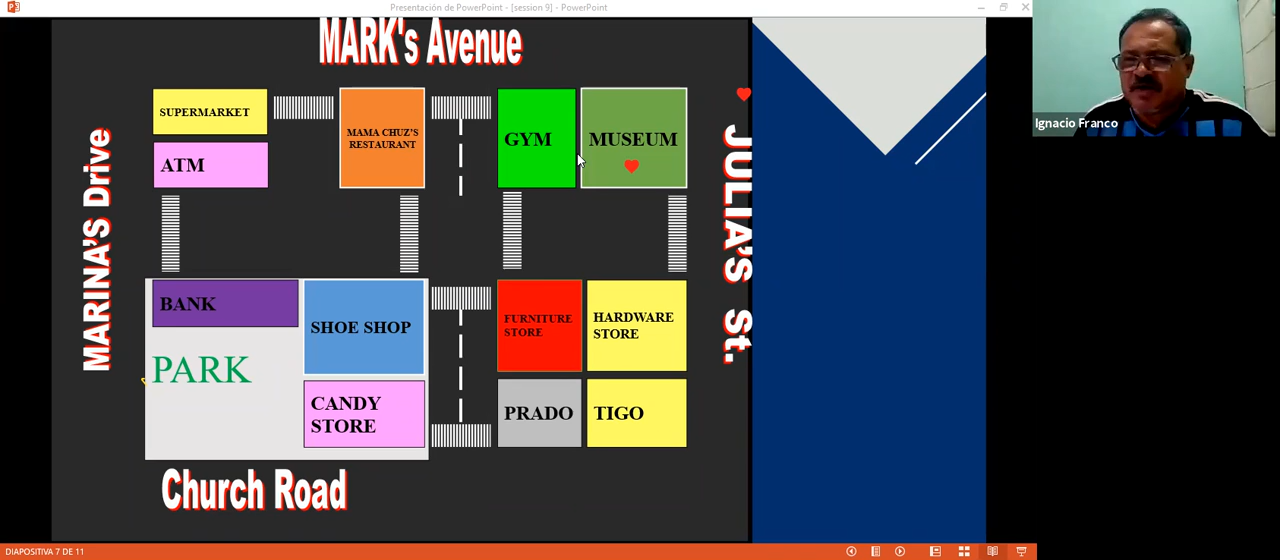 Presentación de PowerPoint - [session 9] - PowerPoint
MARK's Avenue
SUPERMARKET
ATM
MAMA CHUZ'S
RESTAURANT
GYM
MUSEUM
MARINA'S Drive
JULIA'S St.
BANK
SHOE SHOP
PARK
CANDY
STORE
FURNITURE
STORE
HARDWARE
STORE
PRADO
TIGO
Church Road
Ignacio Franco
DIAPOSITIVA 7 DE 11